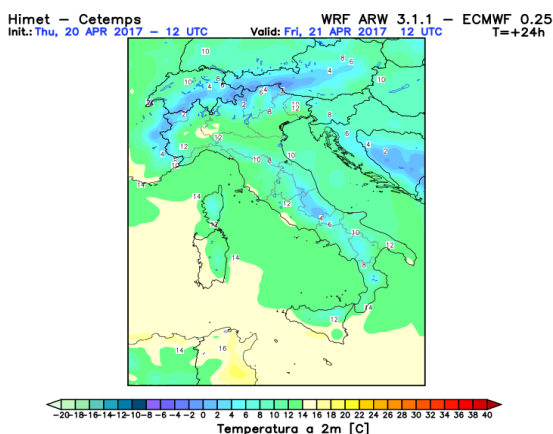 Himet – Cetemps WRF ARW 3.1.1 – ECMWF 0.25
Init.: Thu, 20 APR 2017 – 12 UTC Valid: Fri, 21 APR 2017 12 UTC T=+24h
-20 -18 -16 -14 -12 -10 -8 -6 -4 -2 0 2 4 6 8 10 12 14 16 18 20 22 24 26 28 30 32 34 36 38 40
Temperatura a 2m [C]